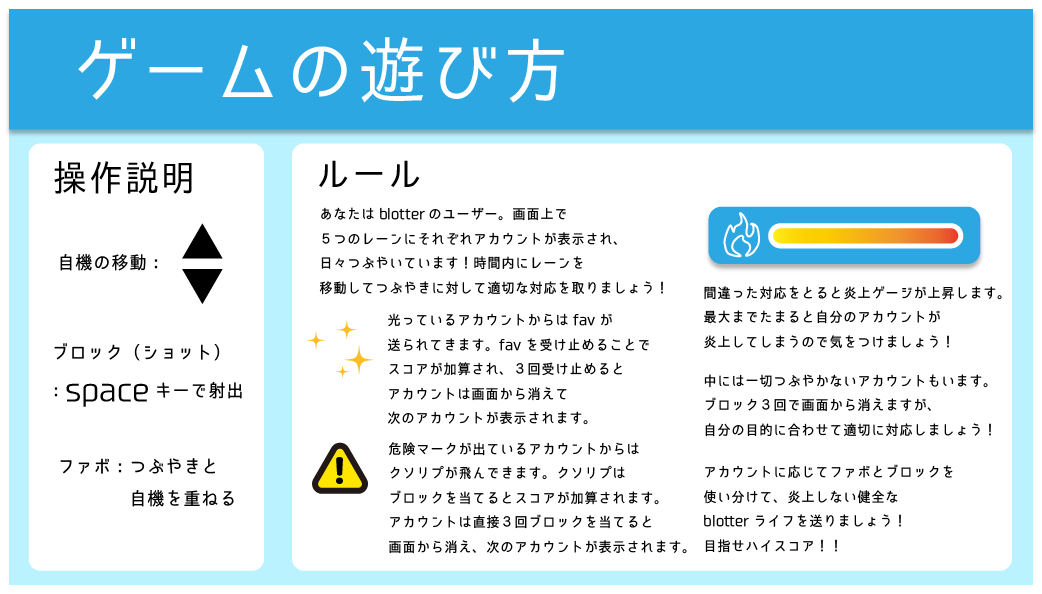 ゲームの遊び方
操作説明
自機の移動：
ブロック（ショット）
：space キーで射出
ファボ：つぶやきと
自機を重ねる
ルール
あなたは blotter のユーザー。画面上で
５つのレーンにそれぞれアカウントが表示され、
日々つぶやいています！時間内にレーンを
移動してつぶやきに対して適切な対応を取りましょう！
光っているアカウントからは fav が
送られてきます。fav を受け止めることで
スコアが加算され、３回受け止めると
アカウントは画面から消えて
次のアカウントが表示されます。
危険マークが出ているアカウントからは
クソリプが飛んできます。クソリプは
ブロックを当てるとスコアが加算されます。
アカウントは直接３回ブロックを当てると
画面から消え、次のアカウントが表示されます。
間違った対応をとると炎上ゲージが上昇します。
最大までたまると自分のアカウントが
炎上してしまうので気をつけましょう！
中には一切つぶやかないアカウントもいます。
ブロック３回で画面から消えますが、
自分の目的に合わせて適切に対応しましょう！
アカウントに応じてファボとブロックを
使い分けて、炎上しない健全な
blotter ライフを送りましょう！
目指せハイスコア！！